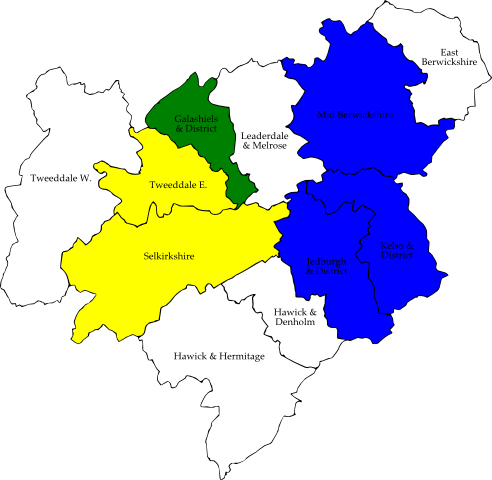 East
Berwickshire
Mid Berwickshire
Galashiels
& District
Leaderdale
& Melrose
Tweeddale W.
Tweeddale E.
Selkirkshire
Kelso &
District
Jedburgh
& District
Hawick &
Denholm
Hawick & Hermitage